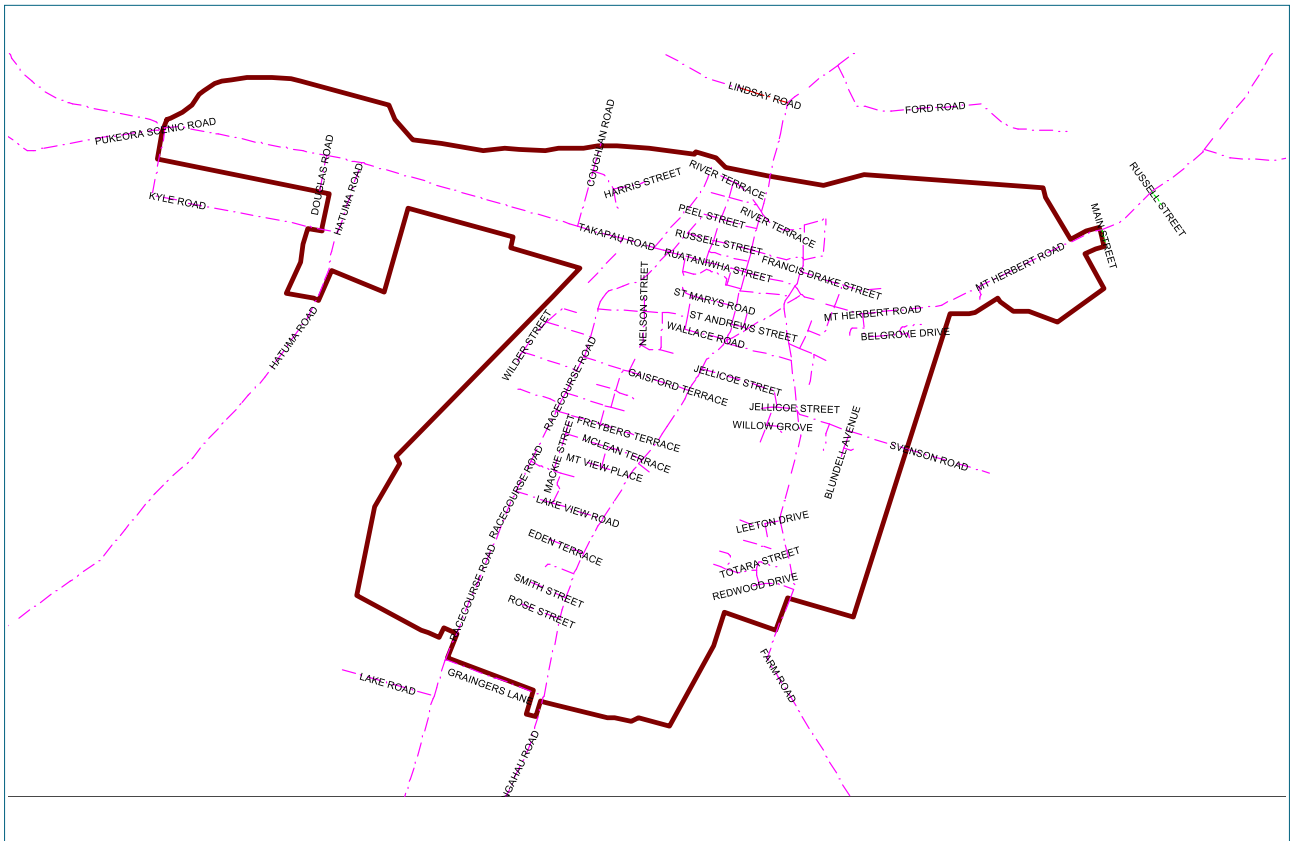 LINDSAY ROAD
FORD ROAD
PUKEORA SCENIC ROAD
COUGHLAN ROAD
DOUGLAS ROAD
HATUMA ROAD
KYLE ROAD
HARRIS STREET
RIVER TERRACE
RUSSELL STREET
MAIN STREET
PEEL STREET
RIVER TERRACE
TAKAPAU ROAD
RUSSELL STREET
RUATANIWHA STREET
FRANCIS DRAKE STREET
MT HERBERT ROAD
NELSON STREET
ST MARYS ROAD
MT HERBERT ROAD
ST ANDREWS STREET
WALLACE ROAD
BELGROVE DRIVE
HATUMA ROAD
WILDER STREET
RACECOURSE ROAD
GAISFORD TERRACE
JELLICOE STREET
JELLICOE STREET
WILLOW GROVE
BLUNDELL AVENUE
SVENSON ROAD
FREYBERG TERRACE
MCLEAN TERRACE
MACKIE STREET
MT VIEW PLACE
RACECOURSE ROAD
LAKE VIEW ROAD
LEETON DRIVE
EDEN TERRACE
TOTARA STREET
RACECOURSE ROAD
SMITH STREET
REDWOOD DRIVE
ROSE STREET
FARM ROAD
LAKE ROAD
GRAINGERS LANE
NGAHAU ROAD